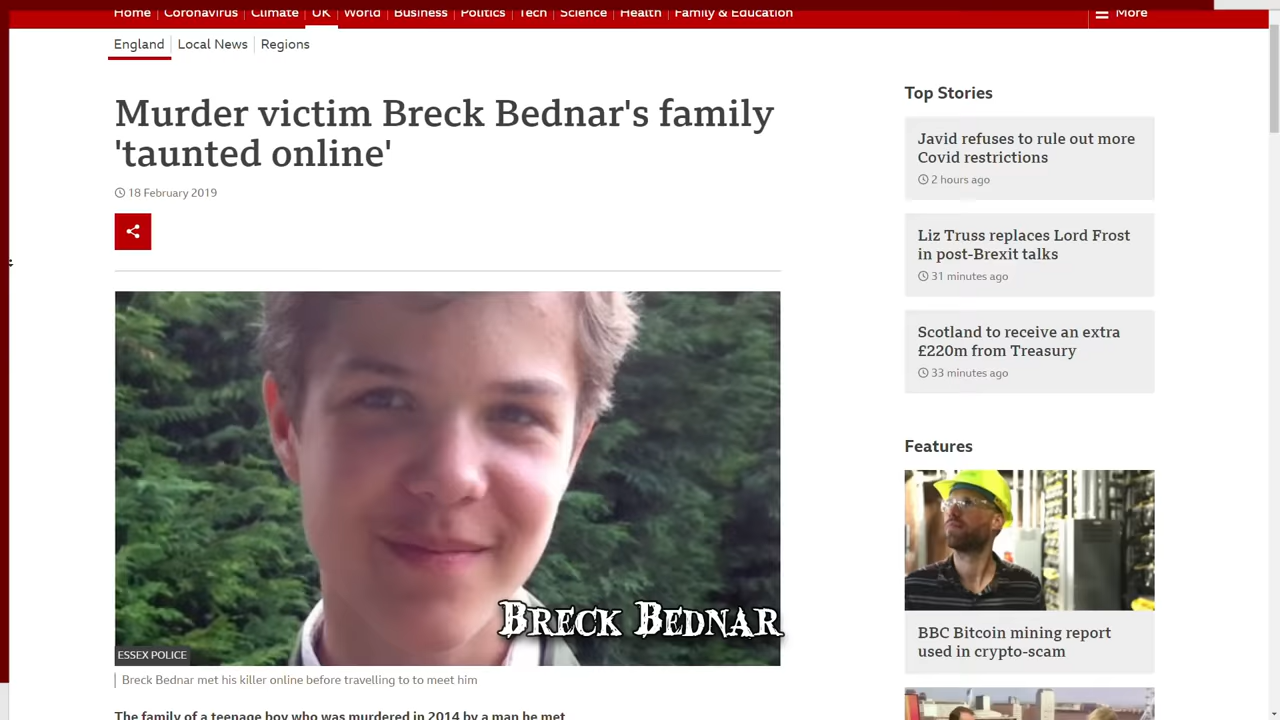 Home Coronavirus Climate UK World Business Politics Tech Science Health Family & Education More
England Local News Regions
Murder victim Breck Bednar's family
'taunted online'
18 February 2019
ESSEX POLICE
BRECK BEDNAR
Breck Bednar met his killer online before travelling to to meet him
The family of a teenage boy who was murdered in 2014 by a man he met
Top Stories
Javid refuses to rule out more
Covid restrictions
2 hours ago
Liz Truss replaces Lord Frost
in post-Brexit talks
31 minutes ago
Scotland to receive an extra
£220m from Treasury
33 minutes ago
Features
BBC Bitcoin mining report
used in crypto-scam